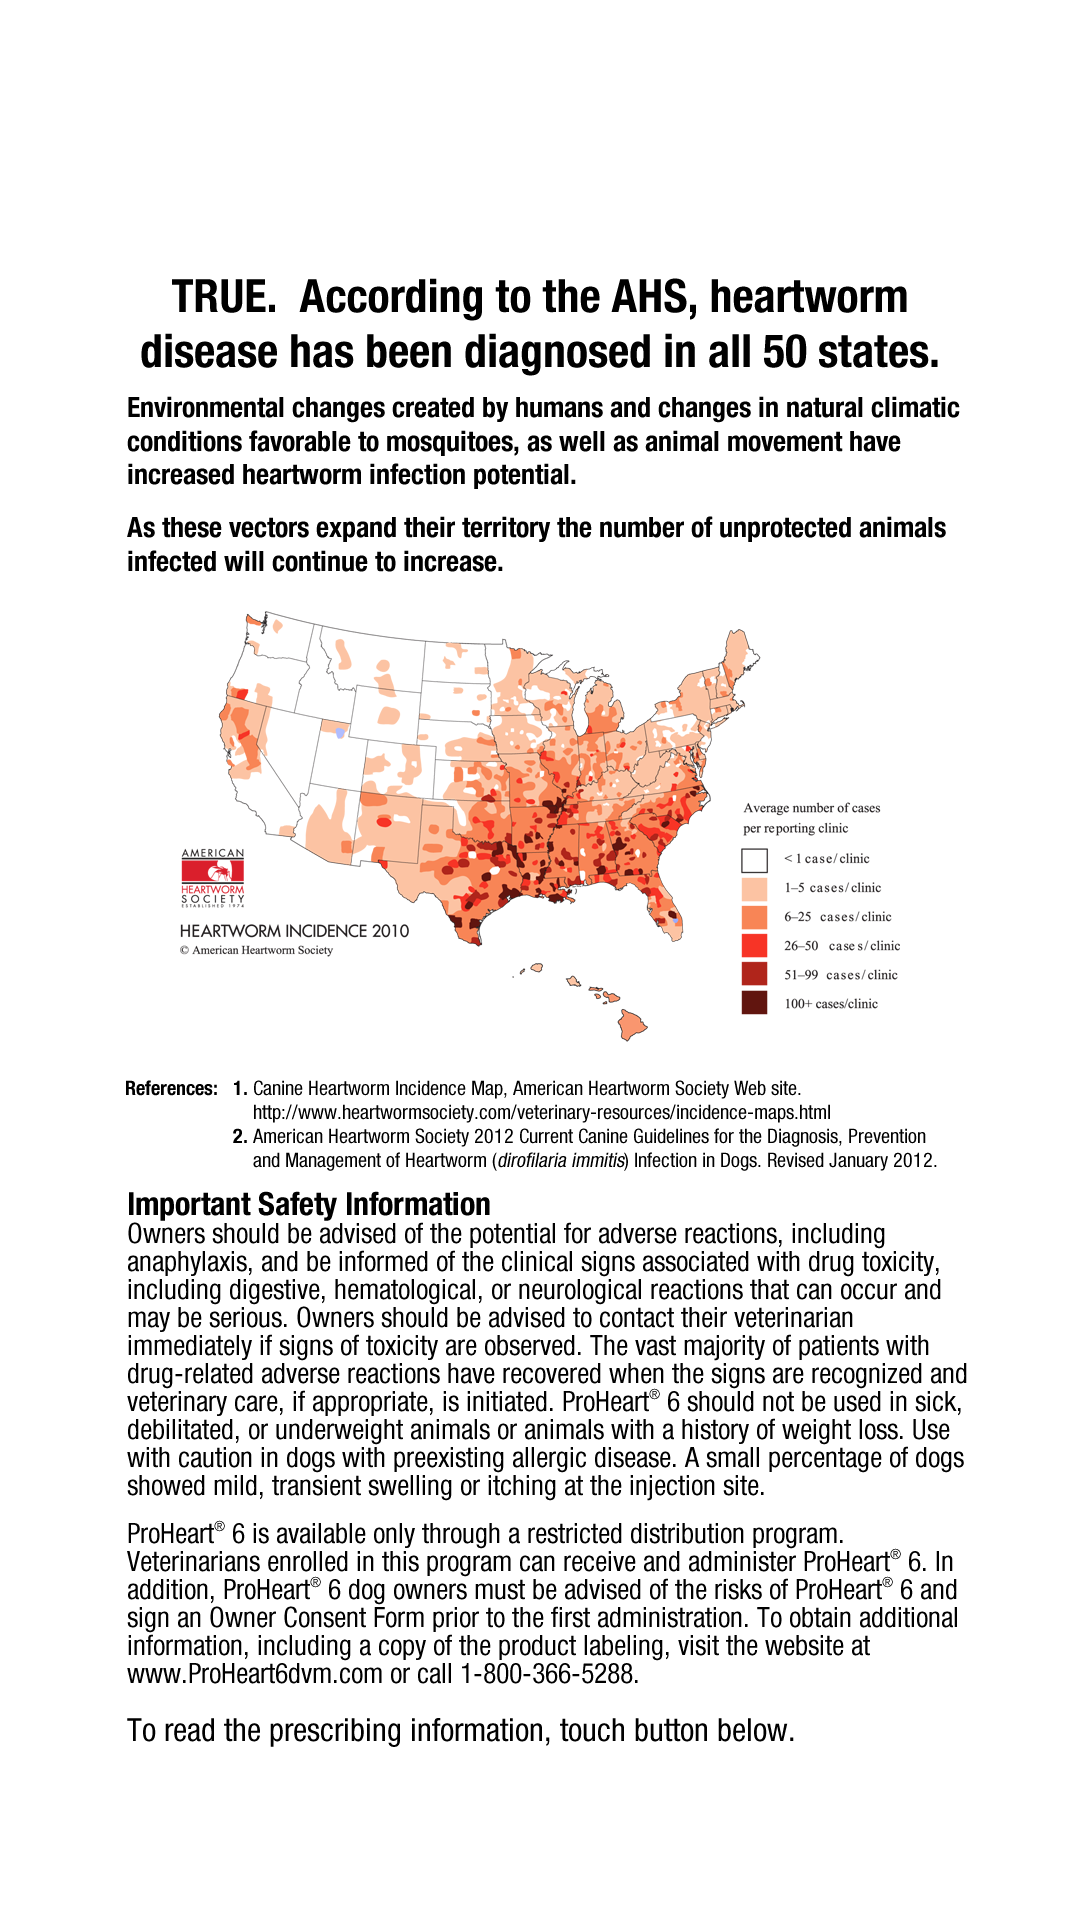 TRUE. According to the AHS, heartworm
disease has been diagnosed in all 50 states.
Environmental changes created by humans and changes in natural climatic
conditions favorable to mosquitoes, as well as animal movement have
increased heartworm infection potential.
As these vectors expand their territory the number of unprotected animals
infected will continue to increase.
Average number of cases
per reporting clinic
< 1 case/clinic
1–5 cases/clinic
6–25 cases/clinic
26–50 cases/clinic
51–99 cases/clinic
100+ cases/clinic
AMERICAN
HEARTWORM
SOCIETY
ESTABLISHED 1974
HEARTWORM INCIDENCE 2010
© American Heartworm Society
References: 1. Canine Heartworm Incidence Map, American Heartworm Society Web site.
http://www.heartwormsociety.com/veterinary-resources/incidence-maps.html
2. American Heartworm Society 2012 Current Canine Guidelines for the Diagnosis, Prevention
and Management of Heartworm (dirofilaria immitis) Infection in Dogs. Revised January 2012.
Important Safety Information
Owners should be advised of the potential for adverse reactions, including
anaphylaxis, and be informed of the clinical signs associated with drug toxicity,
including digestive, hematological, or neurological reactions that can occur and
may be serious. Owners should be advised to contact their veterinarian
immediately if signs of toxicity are observed. The vast majority of patients with
drug-related adverse reactions have recovered when the signs are recognized and
veterinary care, if appropriate, is initiated. ProHeart® 6 should not be used in sick,
debilitated, or underweight animals or animals with a history of weight loss. Use
with caution in dogs with preexisting allergic disease. A small percentage of dogs
showed mild, transient swelling or itching at the injection site.
ProHeart® 6 is available only through a restricted distribution program.
Veterinarians enrolled in this program can receive and administer ProHeart® 6. In
addition, ProHeart® 6 dog owners must be advised of the risks of ProHeart® 6 and
sign an Owner Consent Form prior to the first administration. To obtain additional
information, including a copy of the product labeling, visit the website at
www.ProHeart6dvm.com or call 1-800-366-5288.
To read the prescribing information, touch button below.